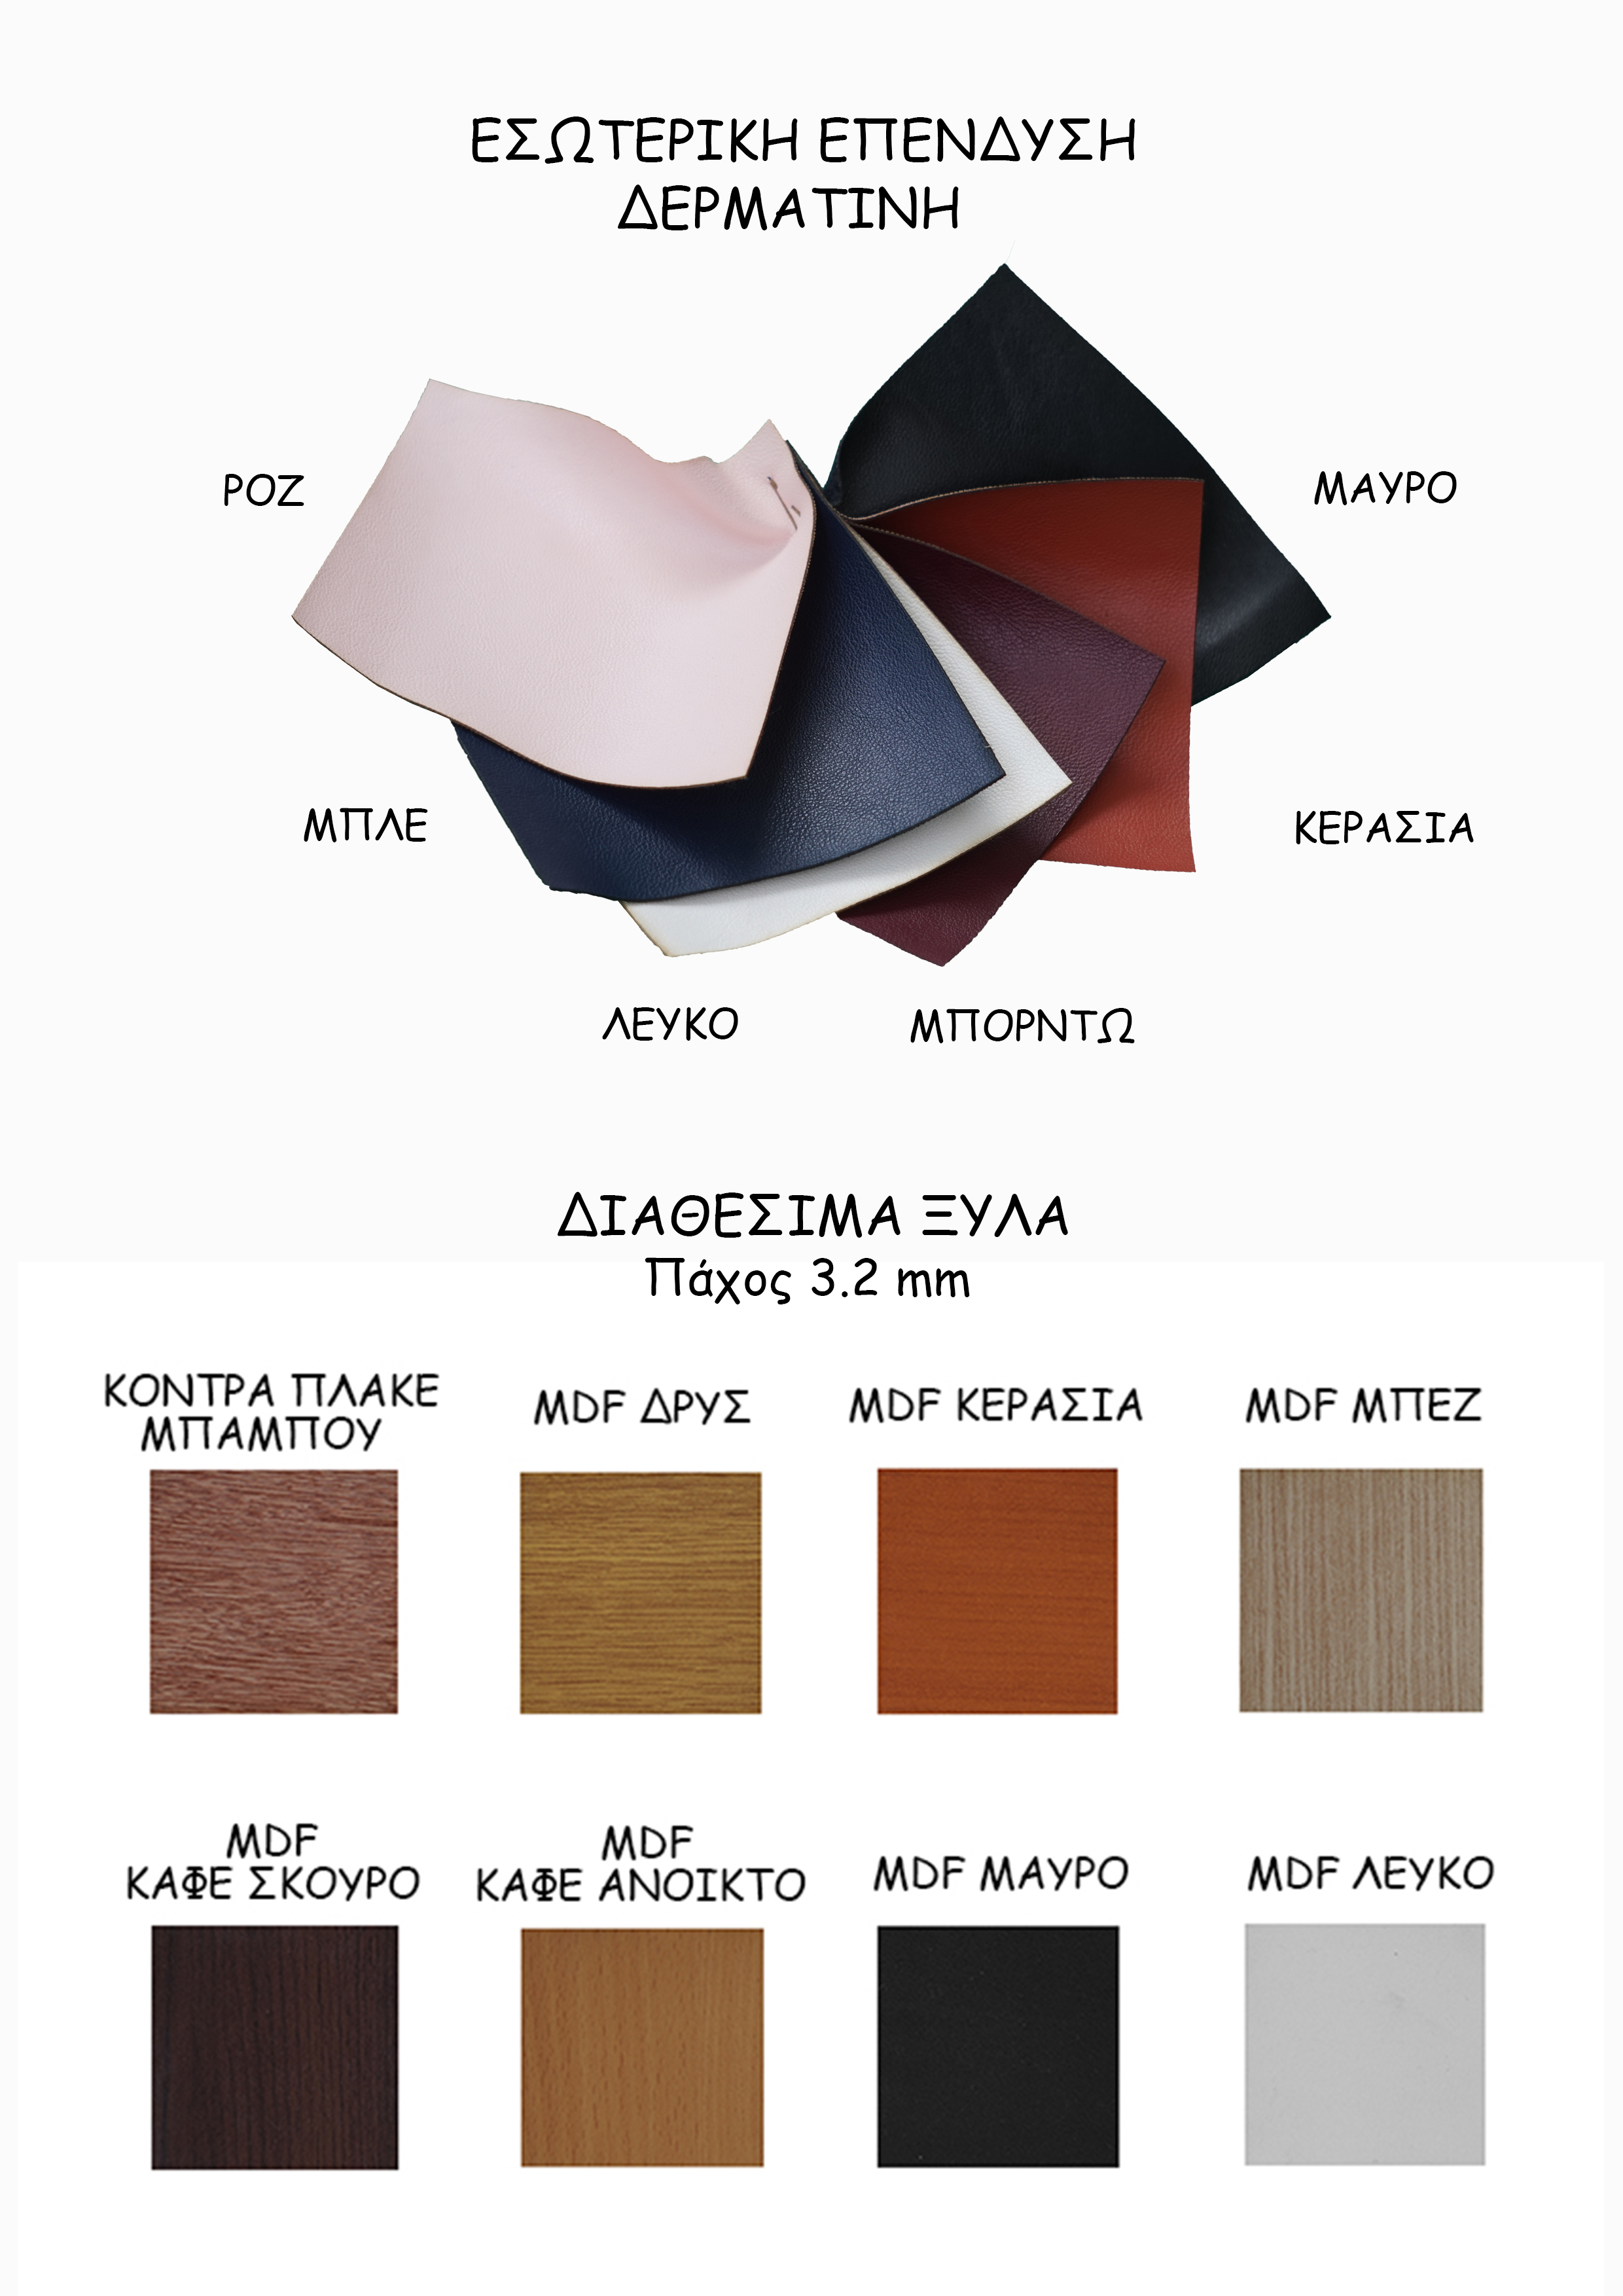 ΕΣΩΤΕΡΙΚΗ ΕΠΕΝΔΥΣΗ
ΔΕΡΜΑΤΙΝΗ
ΡΟΖ
ΜΑΥΡΟ
ΜΠΛΕ
ΚΕΡΑΣΙΑ
ΛΕΥΚΟ
ΜΠΟΡΝΤΩ
ΔΙΑΘΕΣΙΜΑ ΞΥΛΑ
Πάχος 3.2 mm
ΚΟΝΤΡΑ ΠΛΑΚΕ
ΜΠΑΜΠΟΥ
MDF ΔΡΥΣ
MDF ΚΕΡΑΣΙΑ
MDF ΜΠΕΖ
MDF
ΚΑΦΕ ΣΚΟΥΡΟ
MDF
ΚΑΦΕ ΑΝΟΙΚΤΟ
MDF ΜΑΥΡΟ
MDF ΛΕΥΚΟ